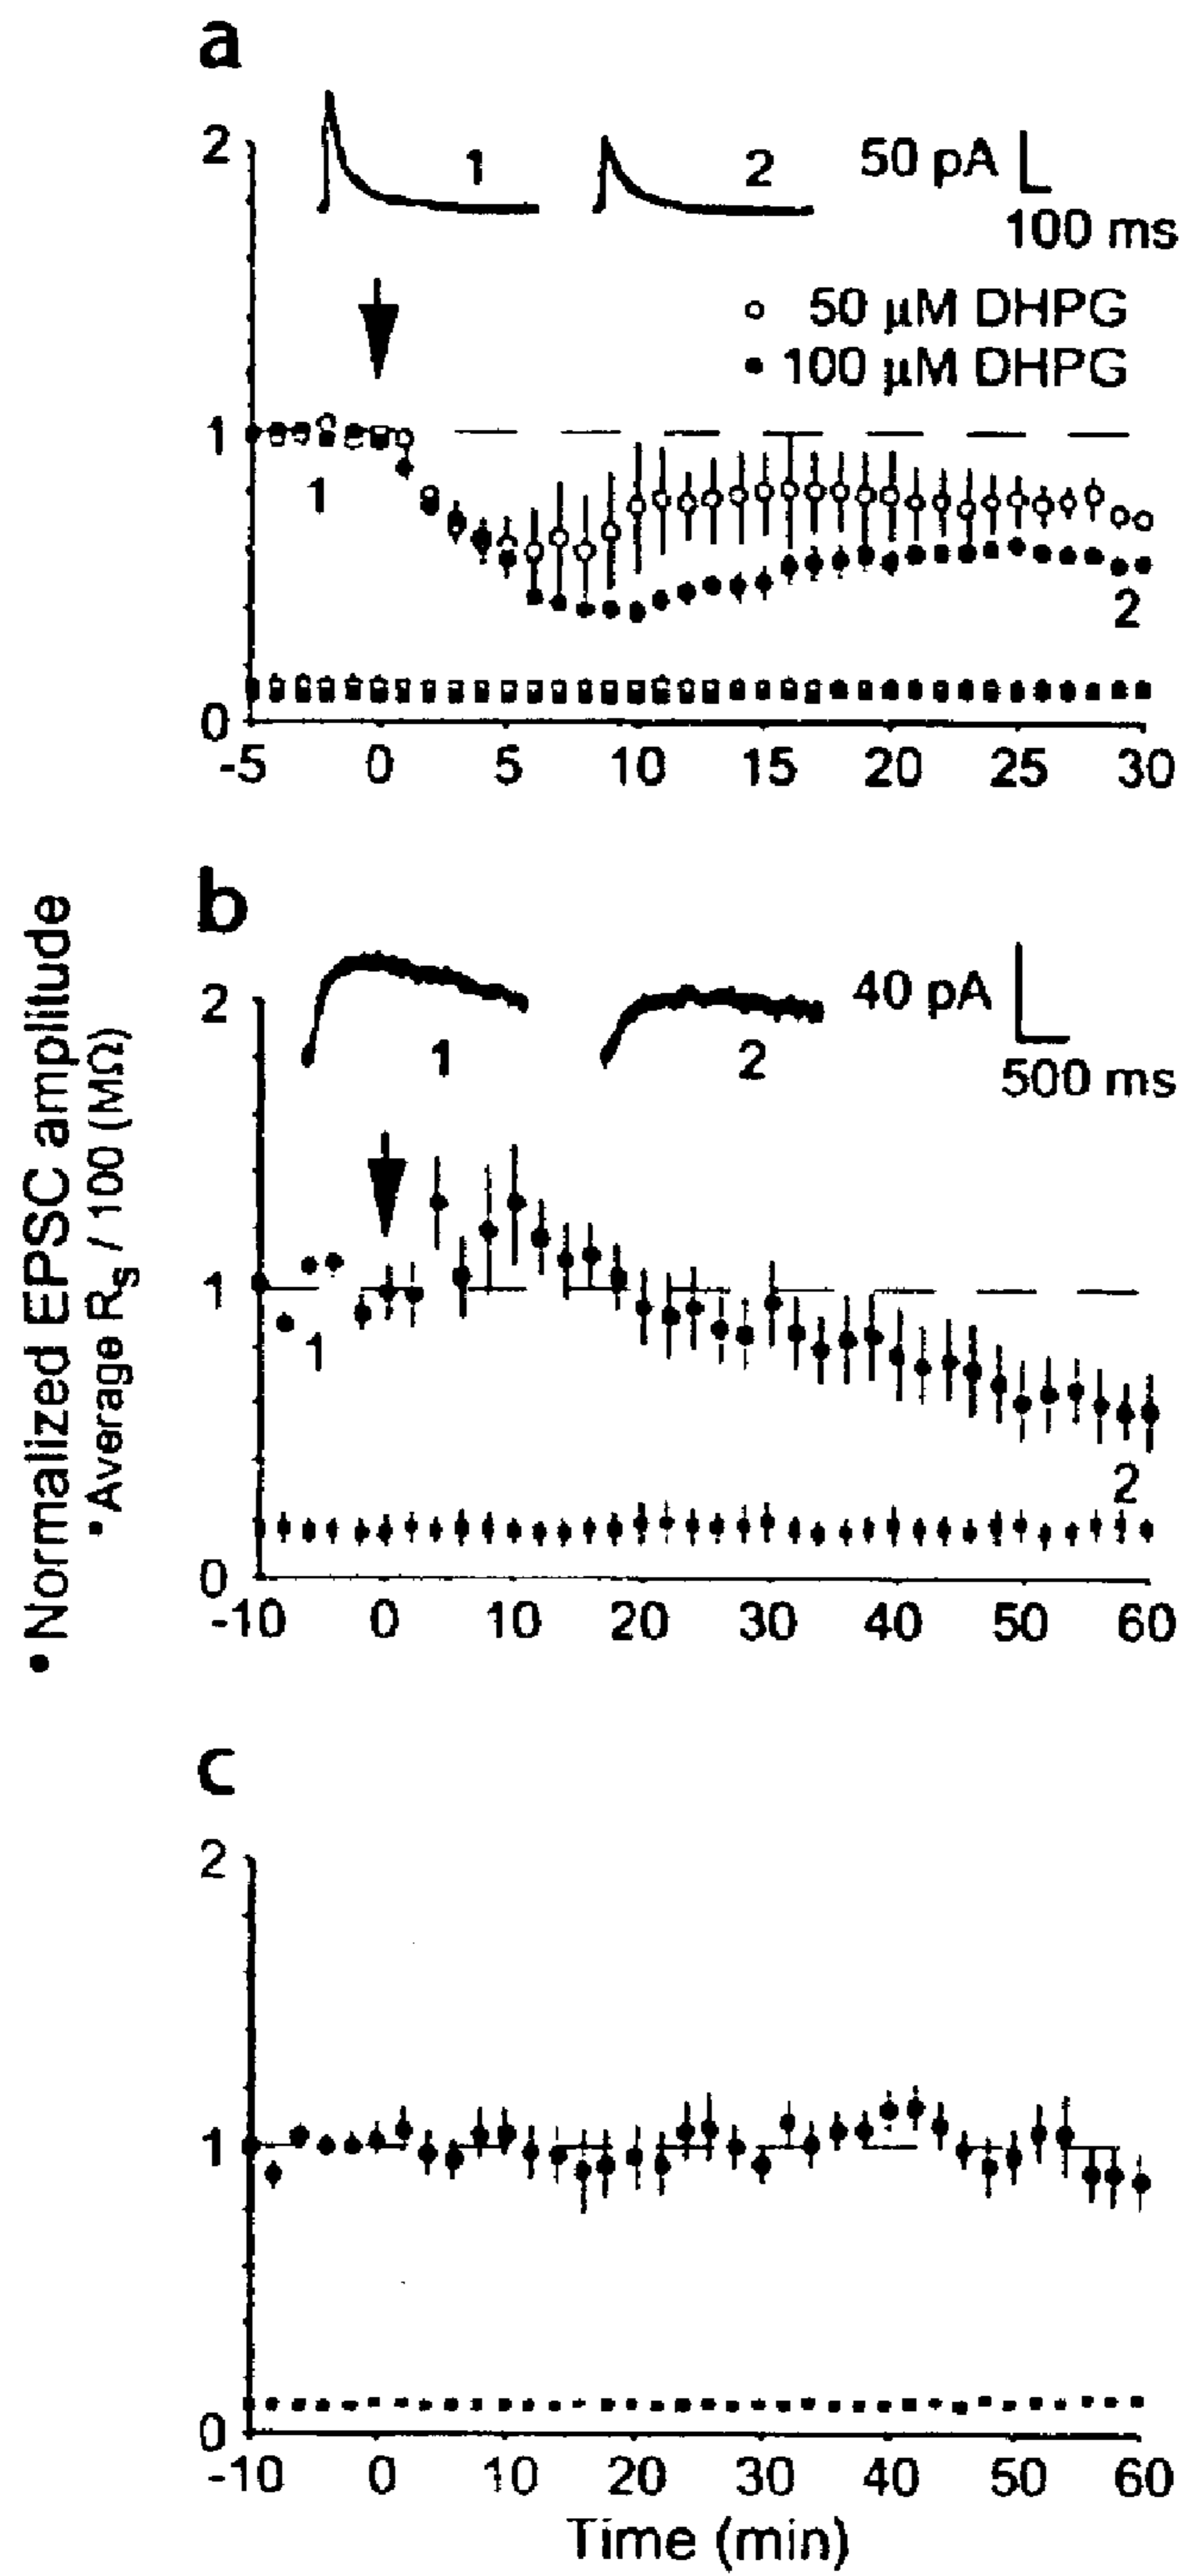 a
2
1
2
50 pA
100 ms
50 µM DHPG
100 µM DHPG
1
1
2
0
-5 0 5 10 15 20 25 30
Normalized EPSC amplitude
Average Rs / 100 (MΩ)
b
2
1
2
40 pA
500 ms
1
1
2
0
-10 0 10 20 30 40 50 60
c
2
1
0
-10 0 10 20 30 40 50 60
Time (min)